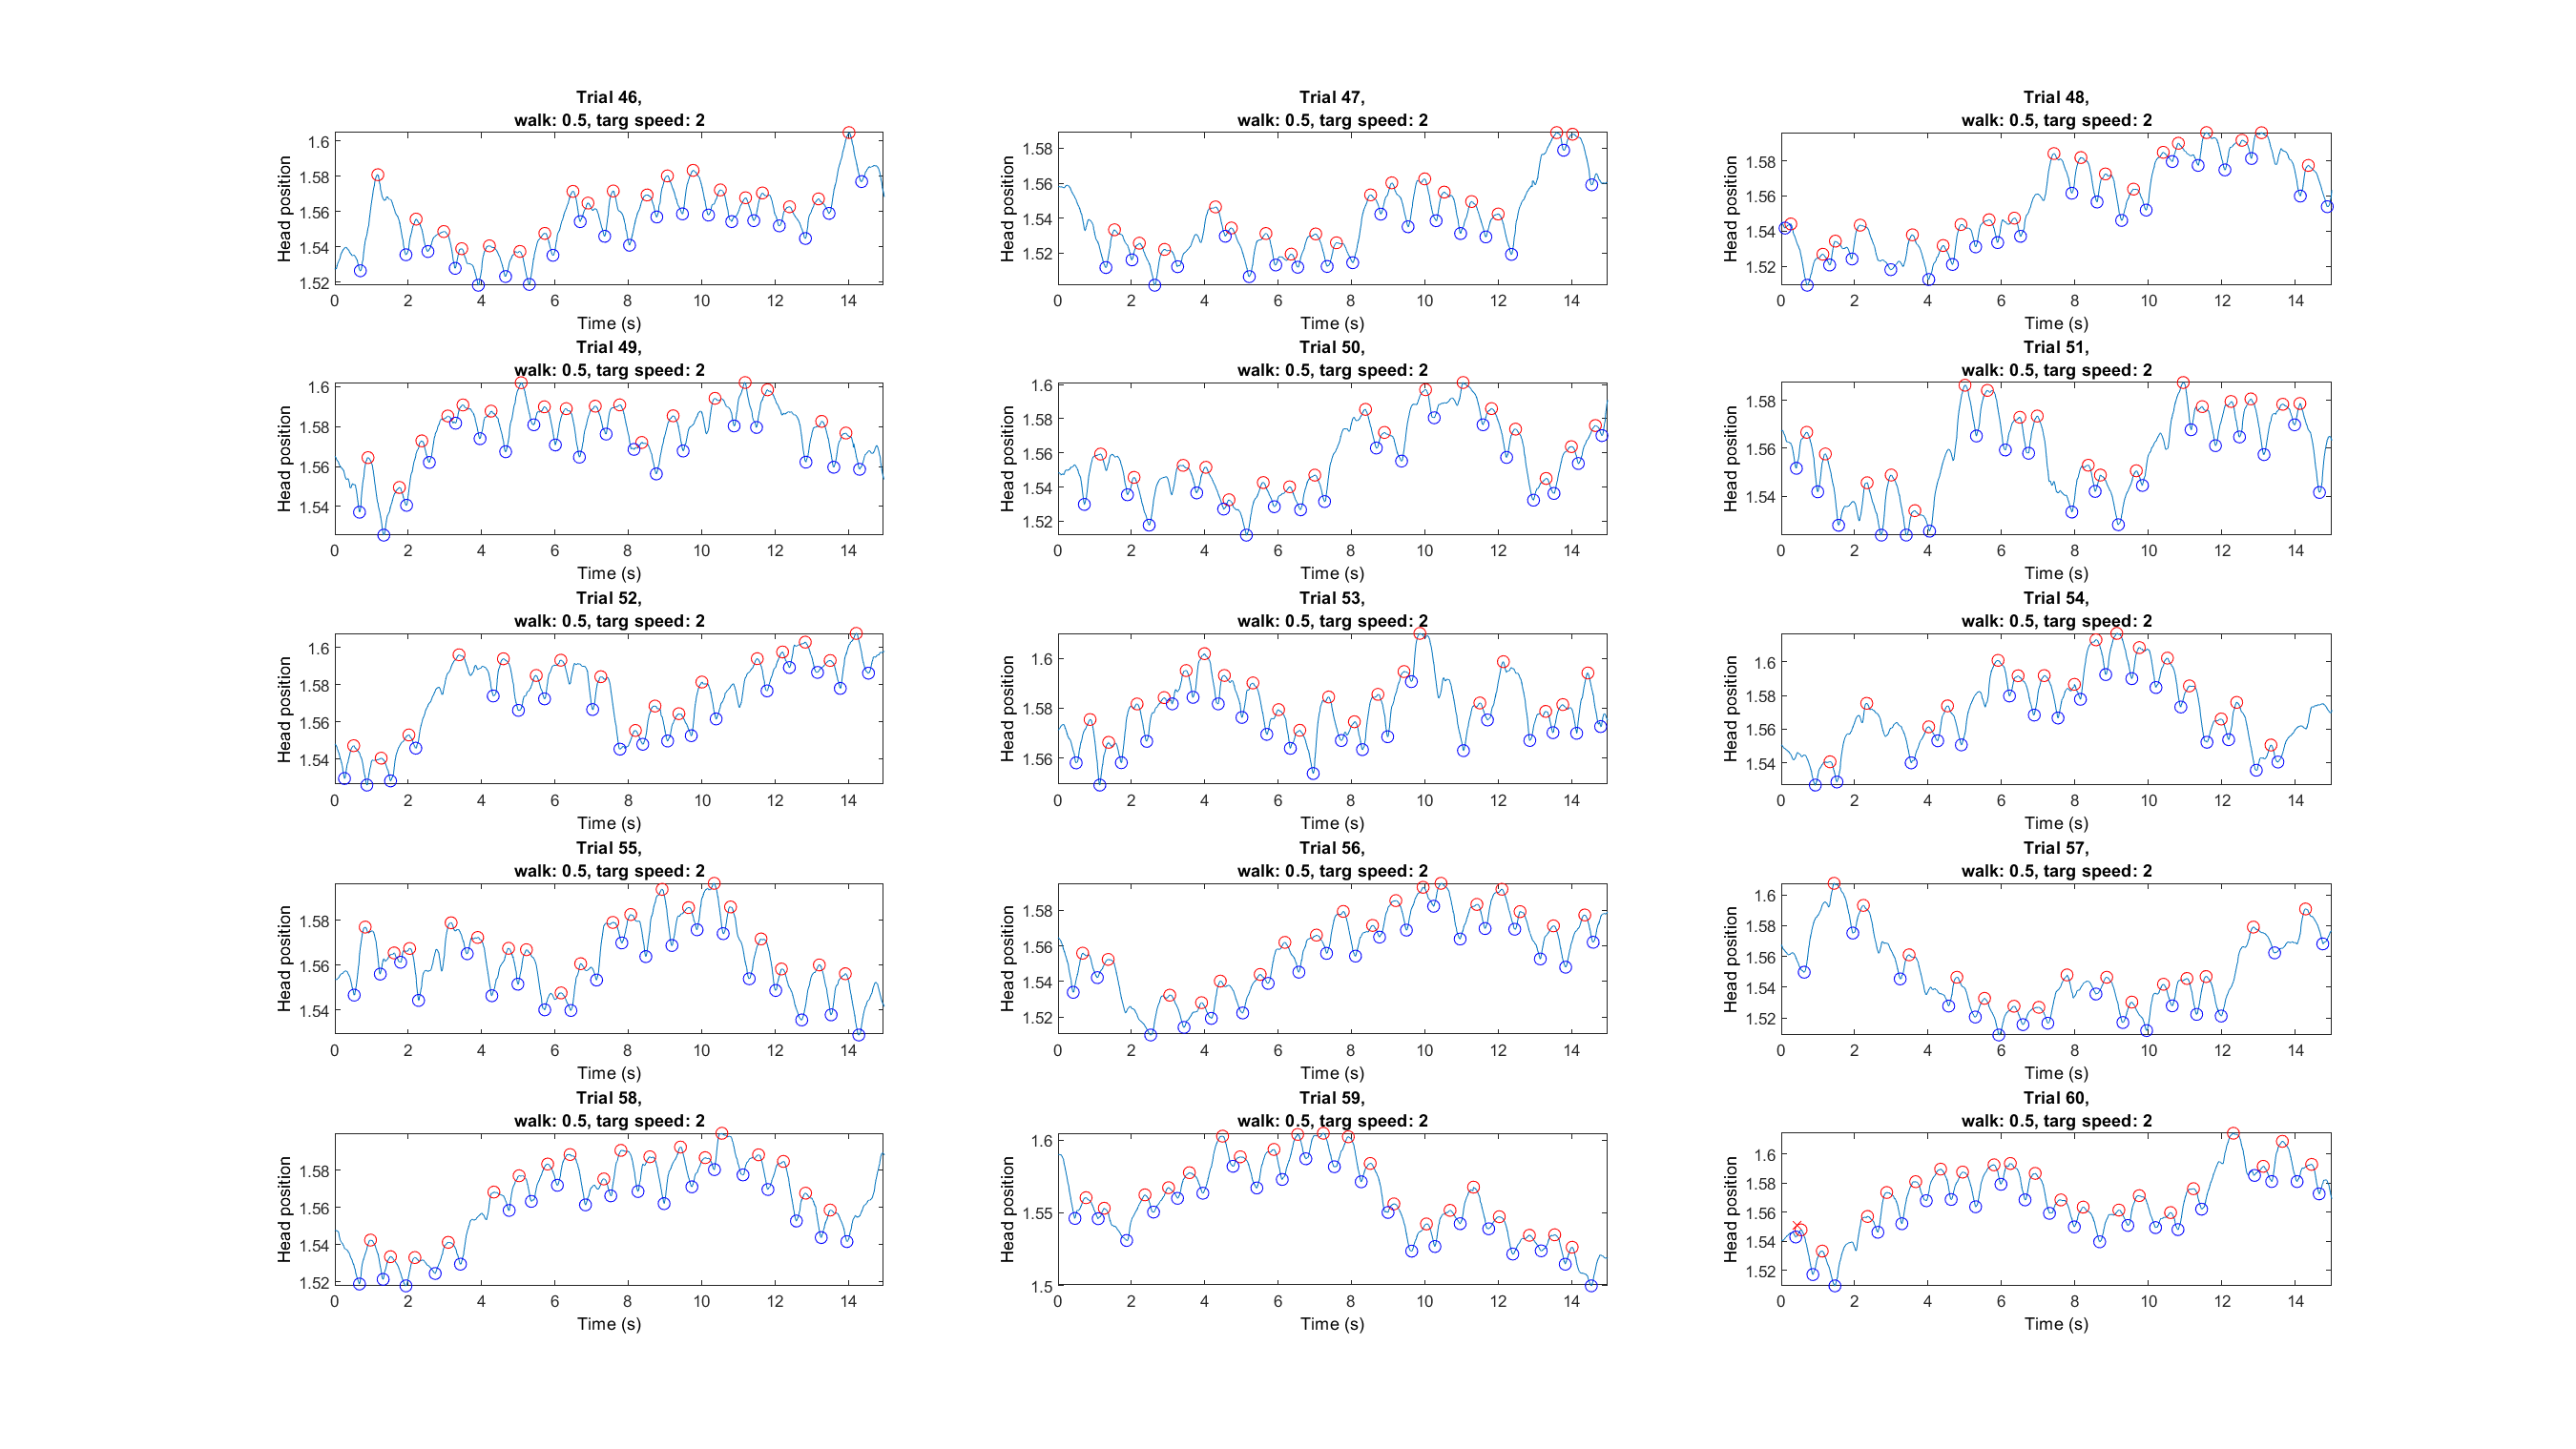 Trial 46,
walk: 0.5, targ speed: 2
Head position
1.6
1.58
1.56
1.54
1.52
0 2 4 6 8 10 12 14
Time (s)
Trial 47,
walk: 0.5, targ speed: 2
Head position
1.58
1.56
1.54
1.52
0 2 4 6 8 10 12 14
Time (s)
Trial 48,
walk: 0.5, targ speed: 2
Head position
1.58
1.56
1.54
1.52
0 2 4 6 8 10 12 14
Time (s)
Trial 49,
walk: 0.5, targ speed: 2
Head position
1.6
1.58
1.56
1.54
0 2 4 6 8 10 12 14
Time (s)
Trial 50,
walk: 0.5, targ speed: 2
Head position
1.6
1.58
1.56
1.54
1.52
0 2 4 6 8 10 12 14
Time (s)
Trial 51,
walk: 0.5, targ speed: 2
Head position
1.58
1.56
1.54
0 2 4 6 8 10 12 14
Time (s)
Trial 52,
walk: 0.5, targ speed: 2
Head position
1.6
1.58
1.56
1.54
0 2 4 6 8 10 12 14
Time (s)
Trial 53,
walk: 0.5, targ speed: 2
Head position
1.6
1.58
1.56
0 2 4 6 8 10 12 14
Time (s)
Trial 54,
walk: 0.5, targ speed: 2
Head position
1.6
1.58
1.56
1.54
0 2 4 6 8 10 12 14
Time (s)
Trial 55,
walk: 0.5, targ speed: 2
Head position
1.58
1.56
1.54
0 2 4 6 8 10 12 14
Time (s)
Trial 56,
walk: 0.5, targ speed: 2
Head position
1.58
1.56
1.54
1.52
0 2 4 6 8 10 12 14
Time (s)
Trial 57,
walk: 0.5, targ speed: 2
Head position
1.6
1.58
1.56
1.54
1.52
0 2 4 6 8 10 12 14
Time (s)
Trial 58,
walk: 0.5, targ speed: 2
Head position
1.58
1.56
1.54
1.52
0 2 4 6 8 10 12 14
Time (s)
Trial 59,
walk: 0.5, targ speed: 2
Head position
1.6
1.55
1.5
0 2 4 6 8 10 12 14
Time (s)
Trial 60,
walk: 0.5, targ speed: 2
Head position
1.6
1.58
1.56
1.54
1.52
0 2 4 6 8 10 12 14
Time (s)